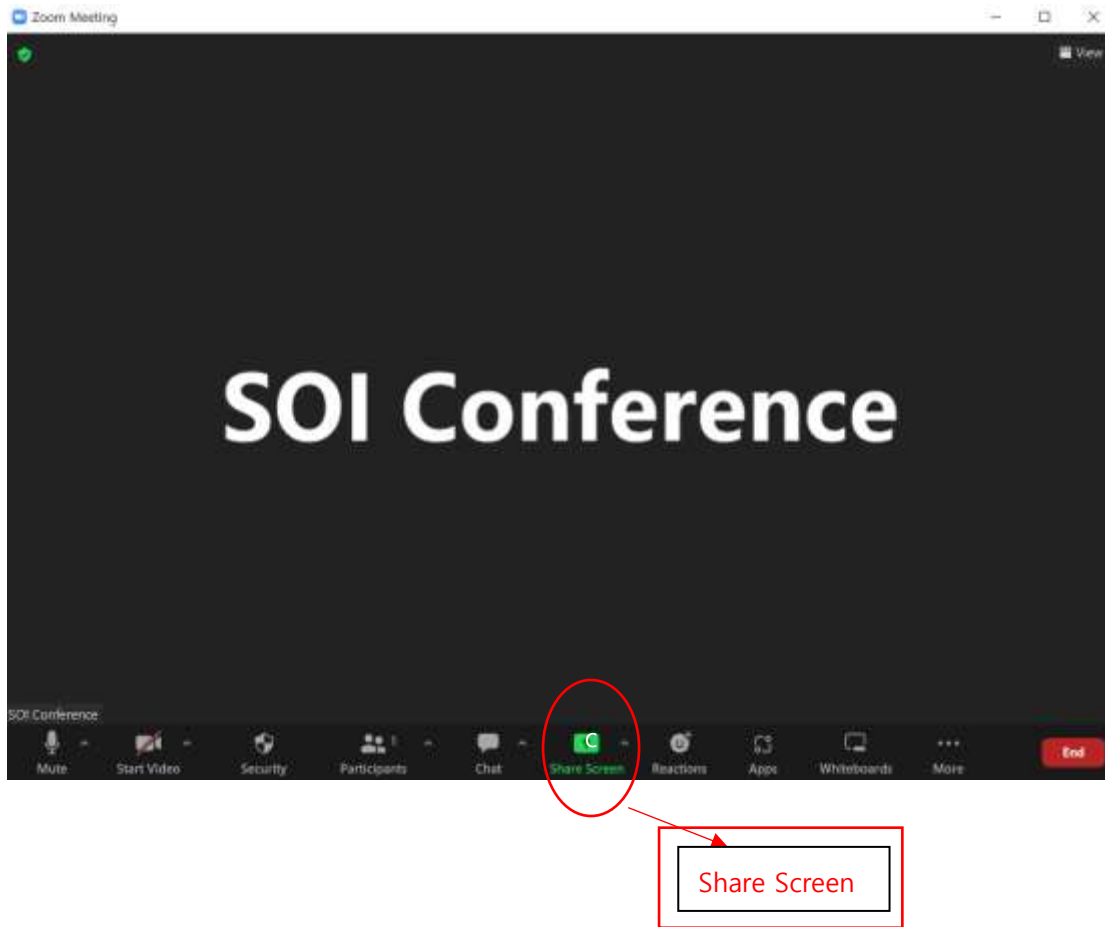 Zoom Meeting
View
SOI Conference
SOI Conference
Mute Start Video Security Participants 1 Chat C Share Screen Reactions Apps Whiteboards More End
Share Screen